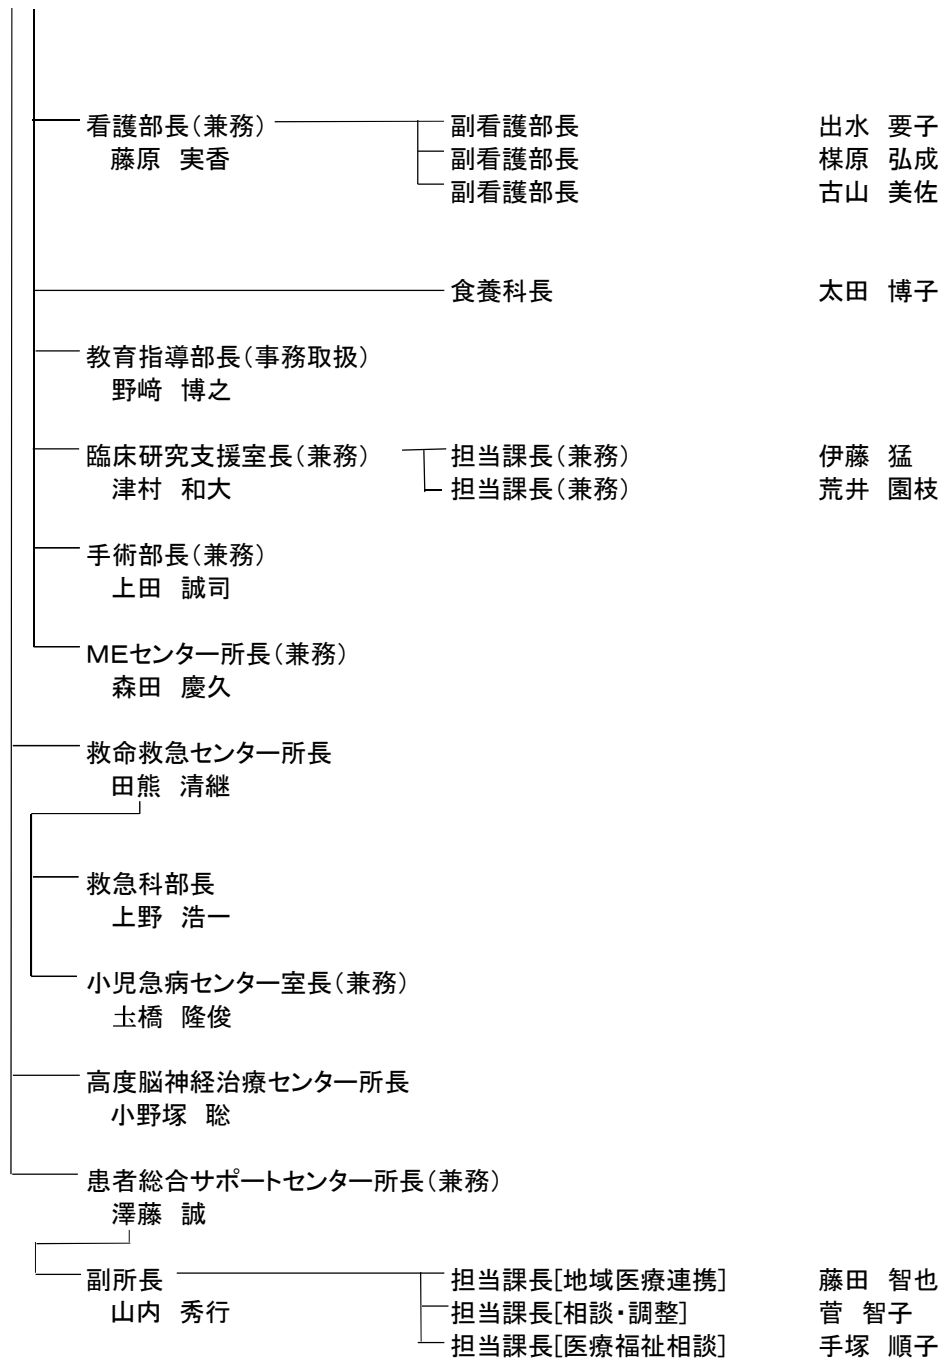 看護部長（兼務） 副看護部長 出水 要子
藤原 実香 副看護部長 楳原 弘成
副看護部長 古山 美佐
食養科長 太田 博子
教育指導部長（事務取扱）
野﨑 博之
臨床研究支援室長（兼務） 担当課長（兼務） 伊藤 猛
津村 和大 担当課長（兼務） 荒井 園枝
手術部長（兼務）
上田 誠司
ＭＥセンター所長（兼務）
森田 慶久
救命救急センター所長
田熊 清継
救急科部長
上野 浩一
小児急病センター室長（兼務）
圡橋 隆俊
高度脳神経治療センター所長
小野塚 聡
患者総合サポートセンター所長（兼務）
澤藤 誠
副所長 担当課長[地域医療連携] 藤田 智也
山内 秀行 担当課長[相談・調整] 菅 智子
担当課長[医療福祉相談] 手塚 順子